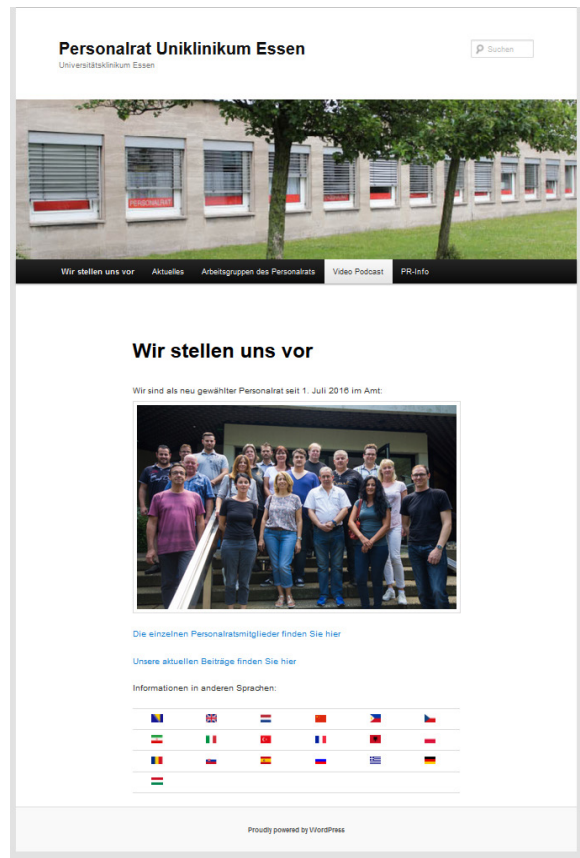 Personalrat Uniklinikum Essen
Universitätsklinikum Essen
Suchen
PERSONALRAT
Wir stellen uns vor Aktuelles Arbeitsgruppen des Personalrats Video Podcast PR-Info
Wir stellen uns vor
Wir sind als neu gewählter Personalrat seit 1. Juli 2016 im Amt:
Die einzelnen Personalratsmitglieder finden Sie hier
Unsere aktuellen Beiträge finden Sie hier
Informationen in anderen Sprachen:
Proudly powered by WordPress